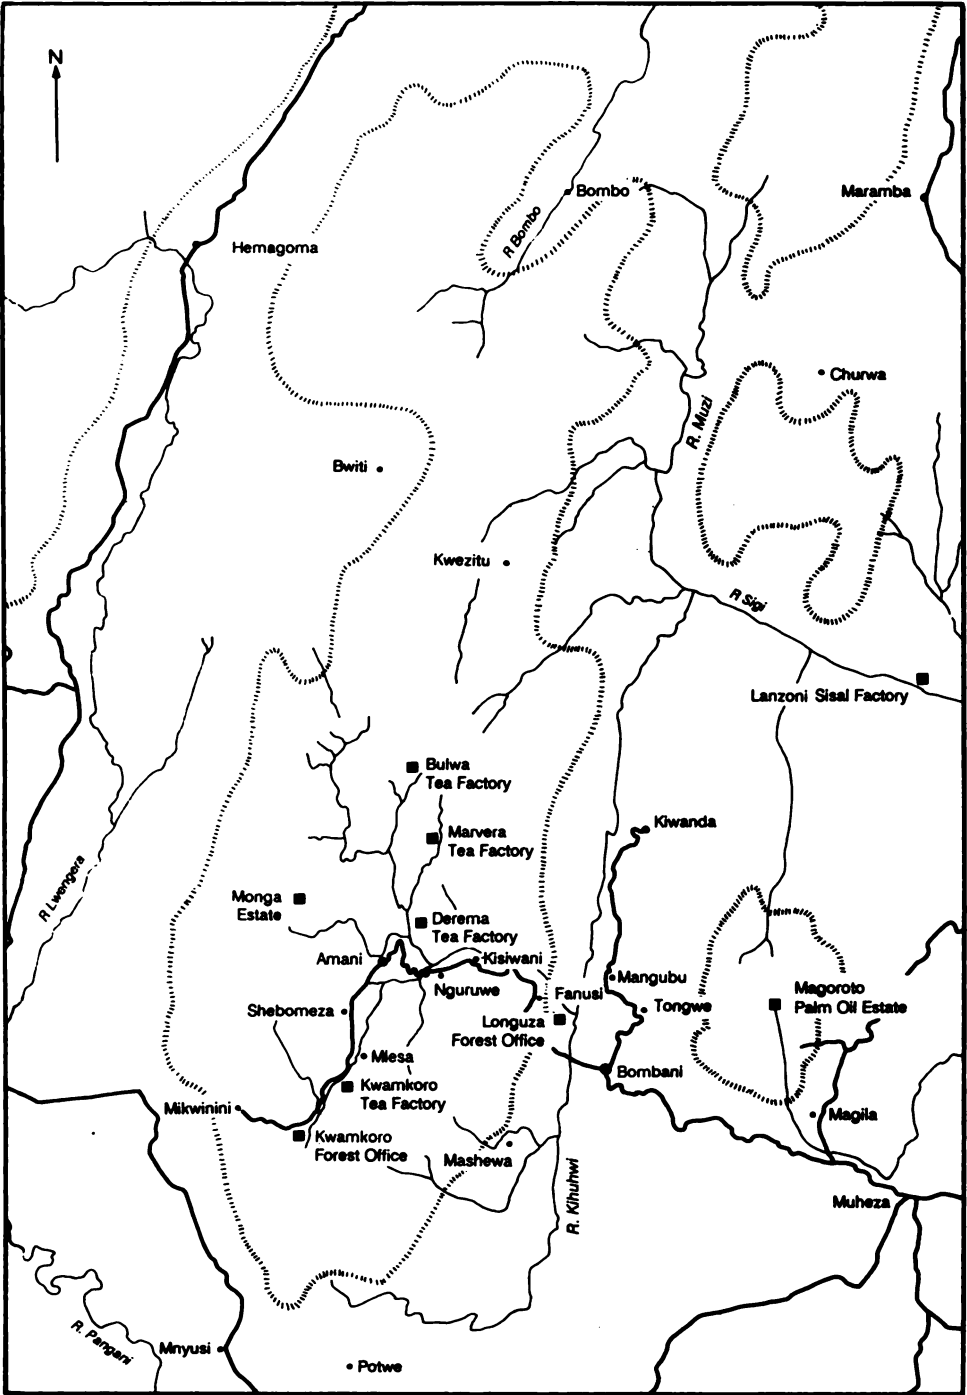 N
Bombo
Maramba
R Bombo
Hemagoma
Churwa
R. Muzi
Bwiti
Kwezitu
R Sigi
Lanzoni Sisal Factory
Bulwa
Tea Factory
Kiwanda
Marvera
Tea Factory
R Lwengera
Monga
Estate
Derema
Tea Factory
Amani
Kisiwani
Mangubu
Nguruwe
Fanusi
Magoroto
Palm Oil Estate
Tongwe
Shebomeza
Longuza
Forest Office
Mlesa
Bombani
Kwamkoro
Tea Factory
Mikwinini
Magila
Kwamkoro
Forest Office
Mashewa
R. Kihuhwi
Muheza
R. Pangani
Mnyusi
Potwe